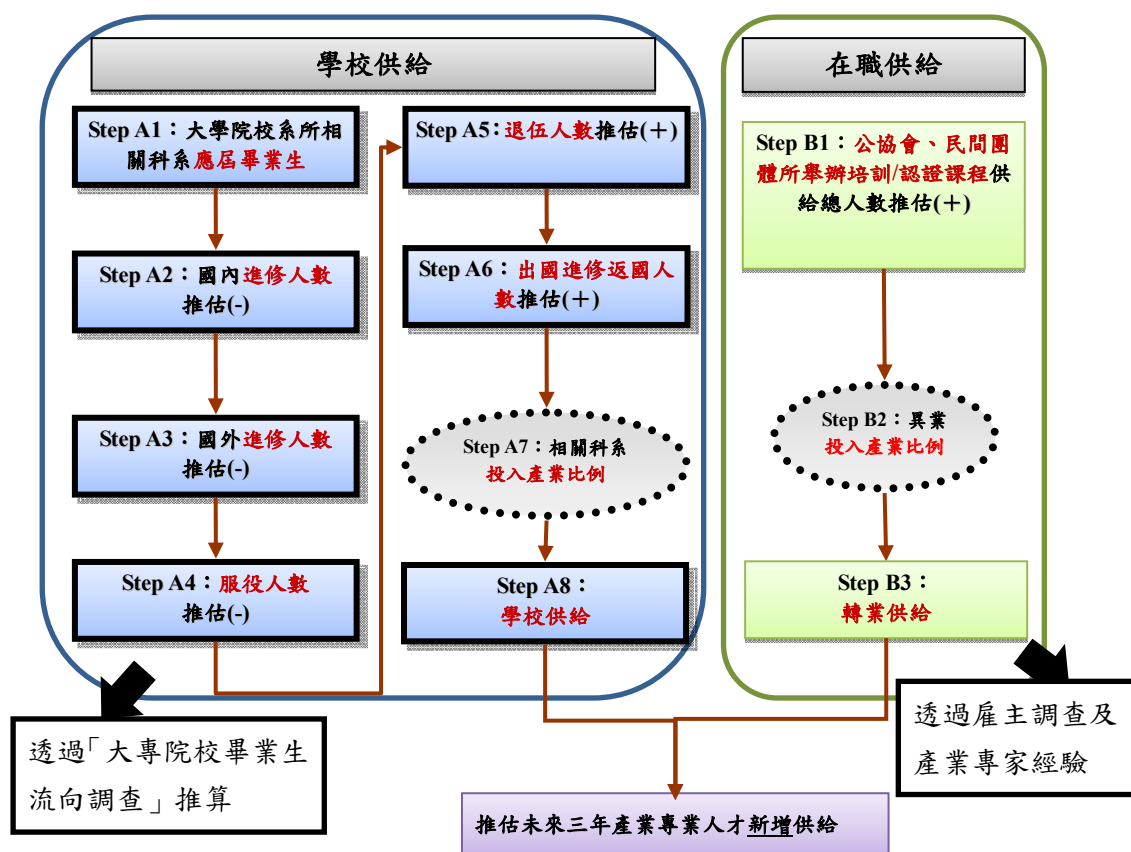 學校供給
Step A1：大學院校系所相
關科系應屆畢業生
Step A2：國內進修人數
推估(-)
Step A3：國外進修人數
推估(-)
Step A4：服役人數
推估(-)
Step A5：退伍人數推估(＋)
Step A6：出國進修返國人
數推估(＋)
Step A7：相關科系
投入產業比例
Step A8：
學校供給
透過「大專院校畢業生
流向調查」推算
在職供給
Step B1：公協會、民間團
體所舉辦培訓/認證課程供
給總人數推估(＋)
Step B2：異業
投入產業比例
Step B3：
轉業供給
透過雇主調查及
產業專家經驗
推估未來三年產業專業人才新增供給